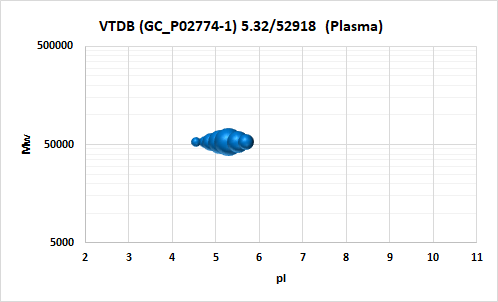 VTDB (GC_P02774-1) 5.32/52918  (Plasma)
500000
50000
5000
Mw
2 3 4 5 6 7 8 9 10 11
pI